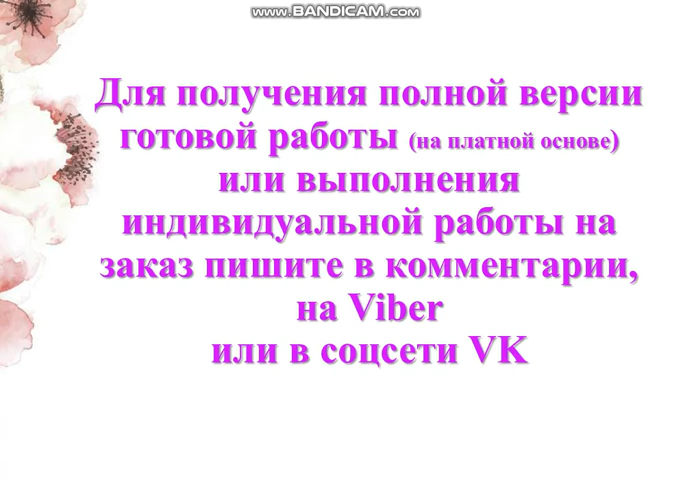 www.BANDICAM.com
Для получения полной версии
готовой работы (на платной основе)
или выполнения
индивидуальной работы на
заказ пишите в комментарии,
на Viber
или в соцсети VK